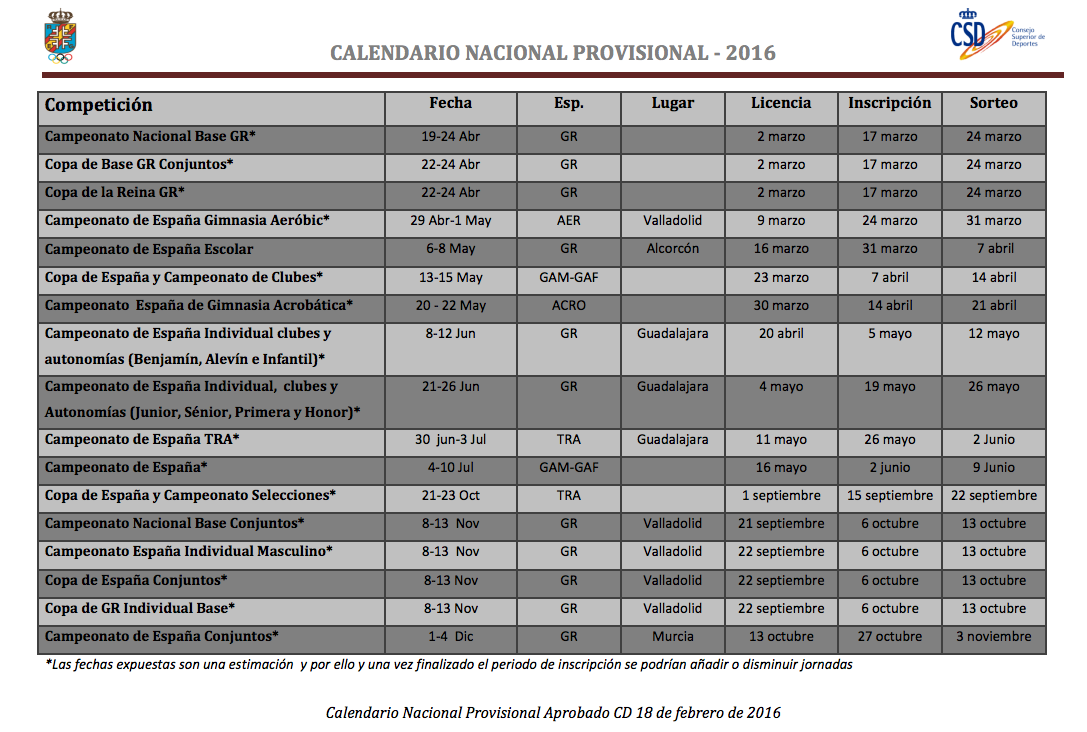 CSD Consejo
Superior de
Deportes
CALENDARIO NACIONAL PROVISIONAL - 2016
Competición Fecha Esp. Lugar Licencia Inscripción Sorteo
Campeonato Nacional Base GR* 19-24 Abr GR 2 marzo 17 marzo 24 marzo
Copa de Base GR Conjuntos* 22-24 Abr GR 2 marzo 17 marzo 24 marzo
Copa de la Reina GR* 22-24 Abr GR 2 marzo 17 marzo 24 marzo
Campeonato de España Gimnasia Aeróbic* 29 Abr-1 May AER Valladolid 9 marzo 24 marzo 31 marzo
Campeonato de España Escolar 6-8 May GR Alcorcón 16 marzo 31 marzo 7 abril
Copa de España y Campeonato de Clubes* 13-15 May GAM-GAF 23 marzo 7 abril 14 abril
Campeonato España de Gimnasia Acrobática* 20 - 22 May ACRO 30 marzo 14 abril 21 abril
Campeonato de España Individual clubes y 8-12 Jun GR Guadalajara 20 abril 5 mayo 12 mayo
autonomías (Benjamín, Alevín e Infantil)*
Campeonato de España Individual, clubes y 21-26 Jun GR Guadalajara 4 mayo 19 mayo 26 mayo
Autonomías (Junior, Sénior, Primera y Honor)*
Campeonato de España TRA* 30 jun-3 Jul TRA Guadalajara 11 mayo 26 mayo 2 Junio
Campeonato de España* 4-10 Jul GAM-GAF 16 mayo 2 junio 9 Junio
Copa de España y Campeonato Selecciones* 21-23 Oct TRA 1 septiembre 15 septiembre 22 septiembre
Campeonato Nacional Base Conjuntos* 8-13 Nov GR Valladolid 21 septiembre 6 octubre 13 octubre
Campeonato España Individual Masculino* 8-13 Nov GR Valladolid 22 septiembre 6 octubre 13 octubre
Copa de España Conjuntos* 8-13 Nov GR Valladolid 22 septiembre 6 octubre 13 octubre
Copa de GR Individual Base* 8-13 Nov GR Valladolid 22 septiembre 6 octubre 13 octubre
Campeonato de España Conjuntos* 1-4 Dic GR Murcia 13 octubre 27 octubre 3 noviembre
*Las fechas expuestas son una estimación y por ello y una vez finalizado el periodo de inscripción se podrían añadir o disminuir jornadas
Calendario Nacional Provisional Aprobado CD 18 de febrero de 2016